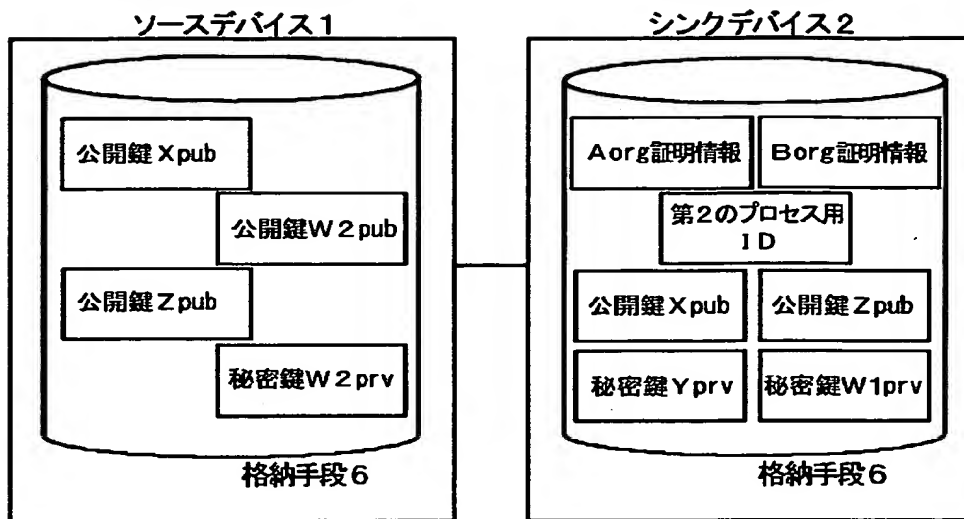 ソースデバイス1
公開鍵Xpub
公開鍵W2pub
公開鍵Zpub
秘密鍵W2prv
格納手段6
シンクデバイス2
Aorg証明情報
Borg証明情報
第2のプロセス用
ID
公開鍵Xpub
公開鍵Zpub
秘密鍵Yprv
秘密鍵W1prv
格納手段6